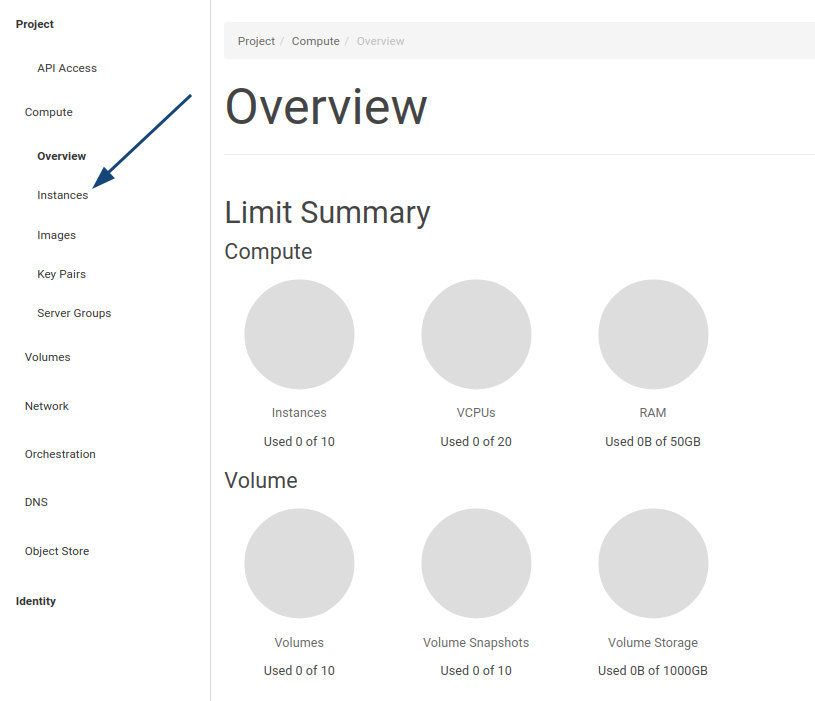 Project
API Access
Compute
Overview
Instances
Images
Key Pairs
Server Groups
Volumes
Network
Orchestration
DNS
Object Store
Identity
Project / Compute / Overview
Overview
Limit Summary
Compute
Instances VCPUs RAM
Used 0 of 10 Used 0 of 20 Used 0B of 50GB
Volume
Volumes Volume Snapshots Volume Storage
Used 0 of 10 Used 0 of 10 Used 0B of 1000GB